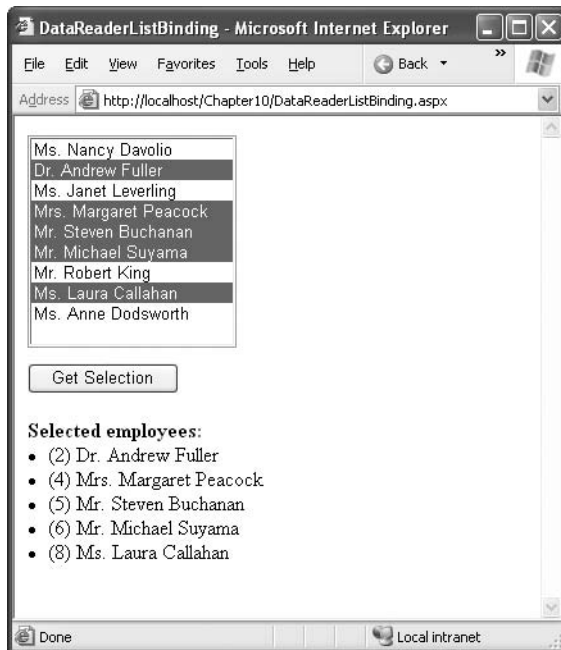 DataReaderListBinding - Microsoft Internet Explorer
File Edit View Favorites Tools Help Back »
Address http://localhost/Chapter10/DataReaderListBinding.aspx
Ms. Nancy Davolio
Dr. Andrew Fuller
Ms. Janet Leverling
Mrs. Margaret Peacock
Mr. Steven Buchanan
Mr. Michael Suyama
Mr. Robert King
Ms. Laura Callahan
Ms. Anne Dodsworth
Get Selection
Selected employees:
• (2) Dr. Andrew Fuller
• (4) Mrs. Margaret Peacock
• (5) Mr. Steven Buchanan
• (6) Mr. Michael Suyama
• (8) Ms. Laura Callahan
Done Local intranet